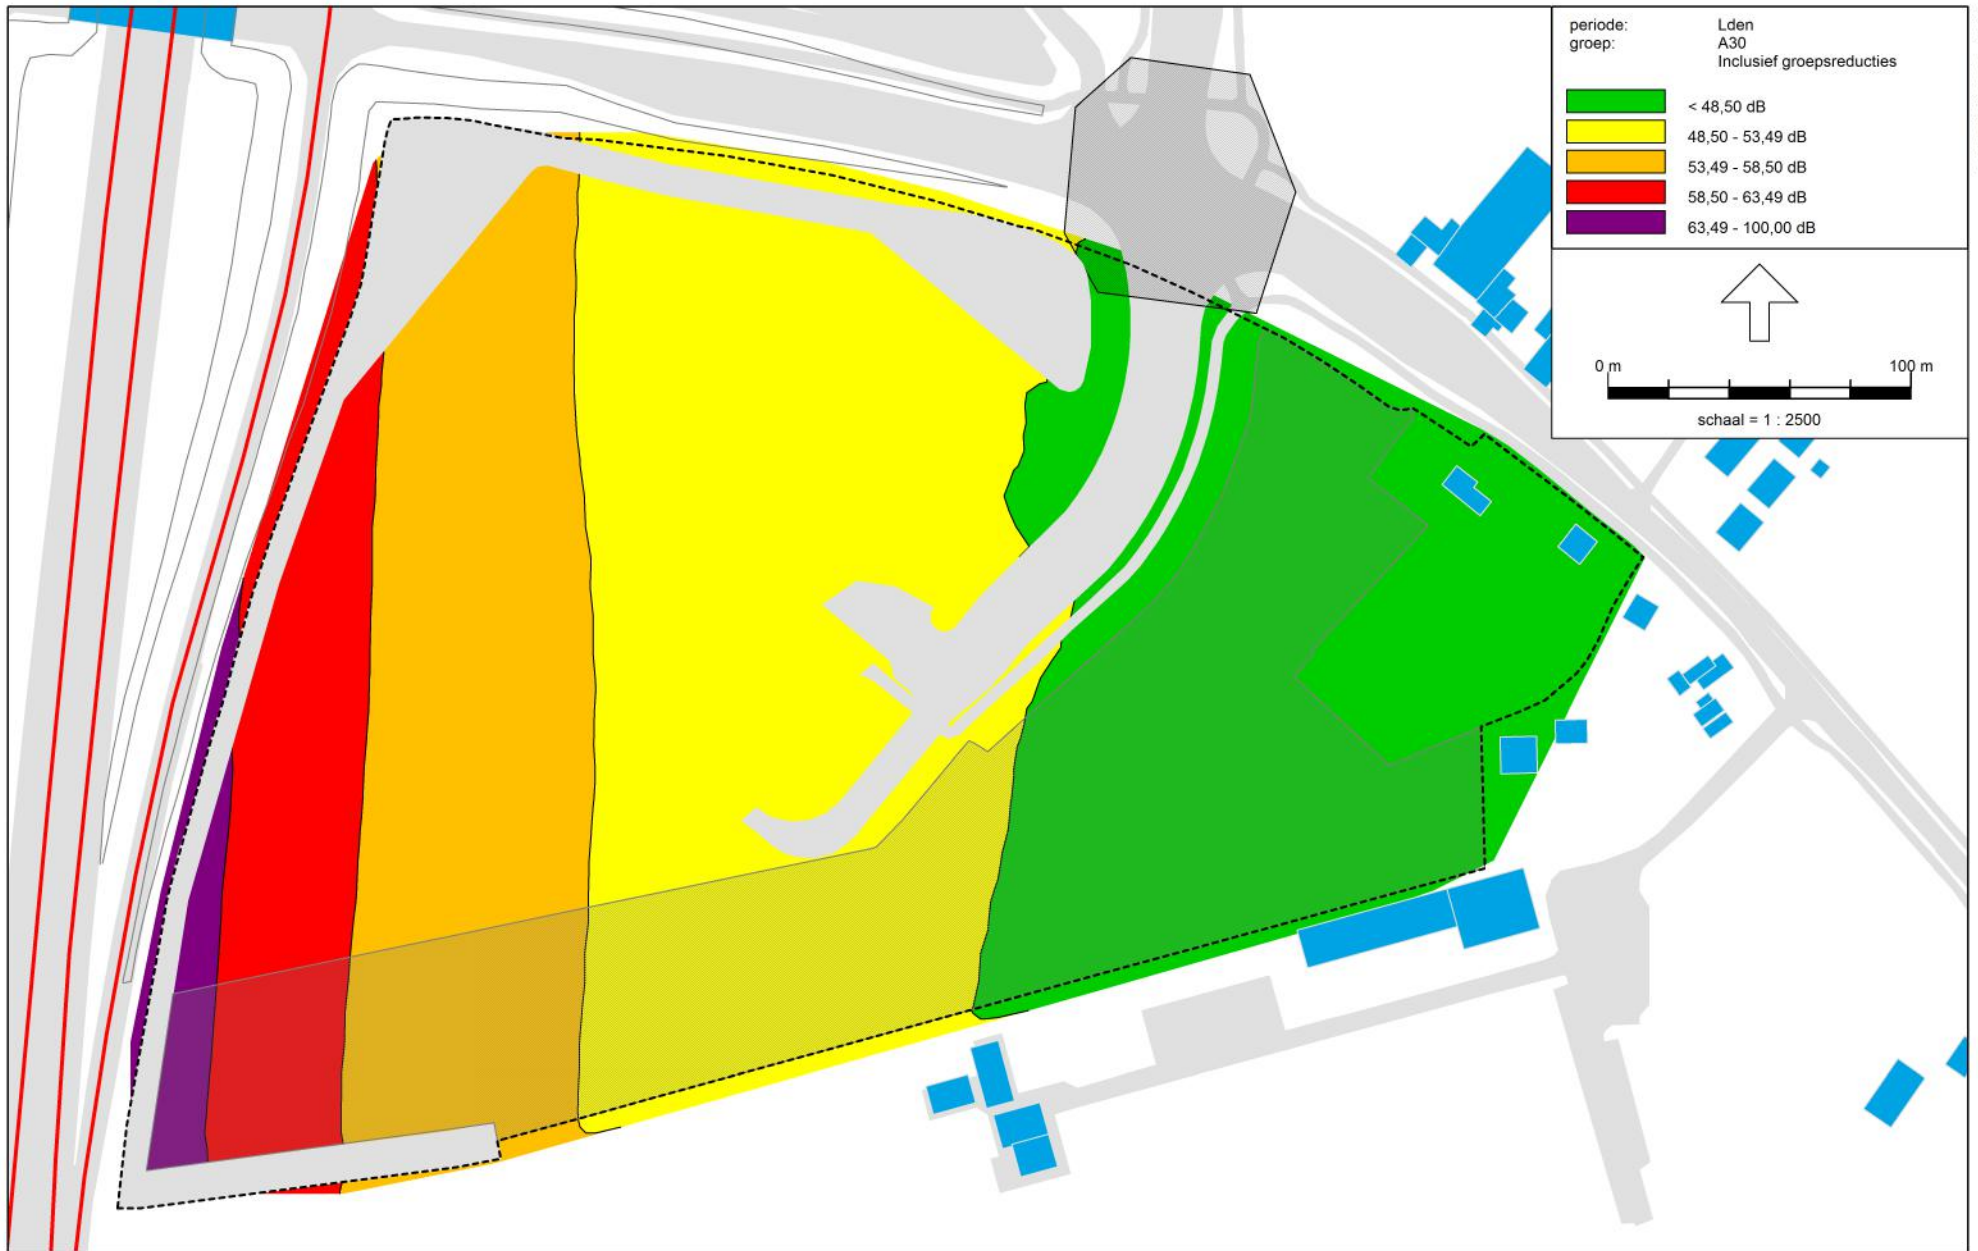 periode: Lden
groep: A30
Inclusief groepsreducties
< 48,50 dB
48,50 - 53,49 dB
53,49 - 58,50 dB
58,50 - 63,49 dB
63,49 - 100,00 dB
0 m 100 m
schaal = 1 : 2500